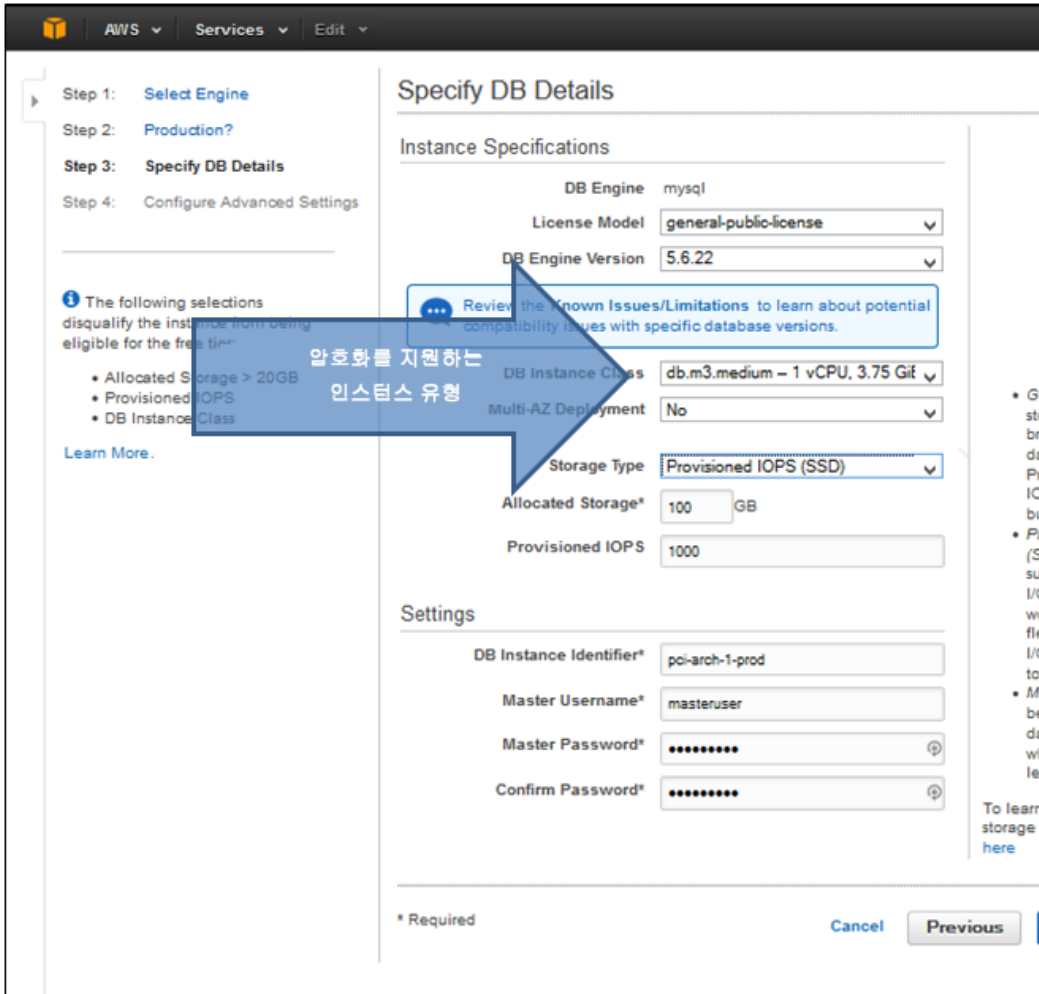 AWS Services Edit
Step 1: Select Engine
Step 2: Production?
Step 3: Specify DB Details
Step 4: Configure Advanced Settings
The following selections
disqualify the instance from being
eligible for the free tier:
• Allocated Storage > 20GB
• Provisioned IOPS
• DB Instance Class
Learn More.
Specify DB Details
Instance Specifications
DB Engine mysql
License Model general-public-license
DB Engine Version 5.6.22
Review the Known Issues/Limitations to learn about potential
compatibility issues with specific database versions.
암호화를 지원하는
인스턴스 유형
DB Instance Class db.m3.medium – 1 vCPU, 3.75 GiB
Multi-AZ Deployment No
Storage Type Provisioned IOPS (SSD)
Allocated Storage* 100 GB
Provisioned IOPS 1000
Settings
DB Instance Identifier* pci-arch-1-prod
Master Username* masteruser
Master Password* •••••••••
Confirm Password* •••••••••
To learn
storage
here
* Required
Cancel Previous